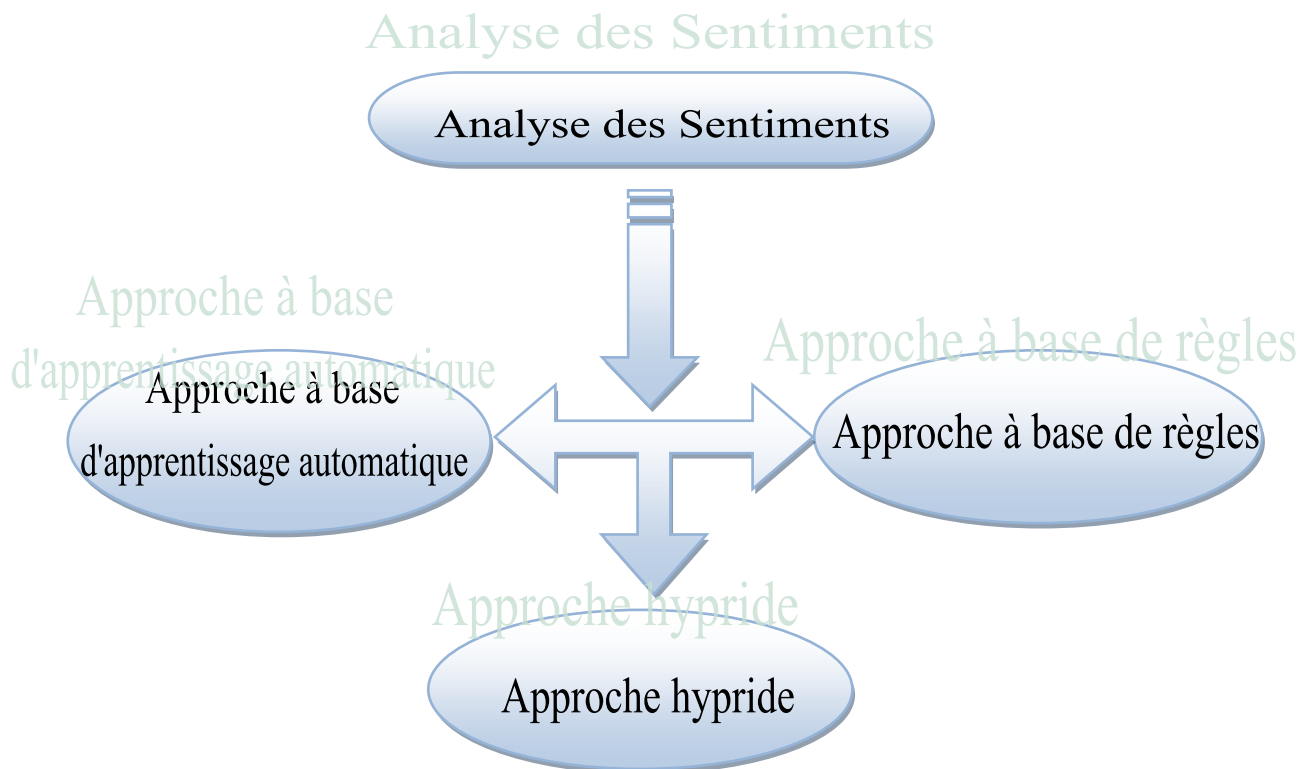 Analyse des Sentiments
Analyse des Sentiments
Approche à base
d'apprentissage automatique
Approche à base
d'apprentissage automatique
Approche à base de règles
Approche à base de règles
Approche hypride
Approche hypride